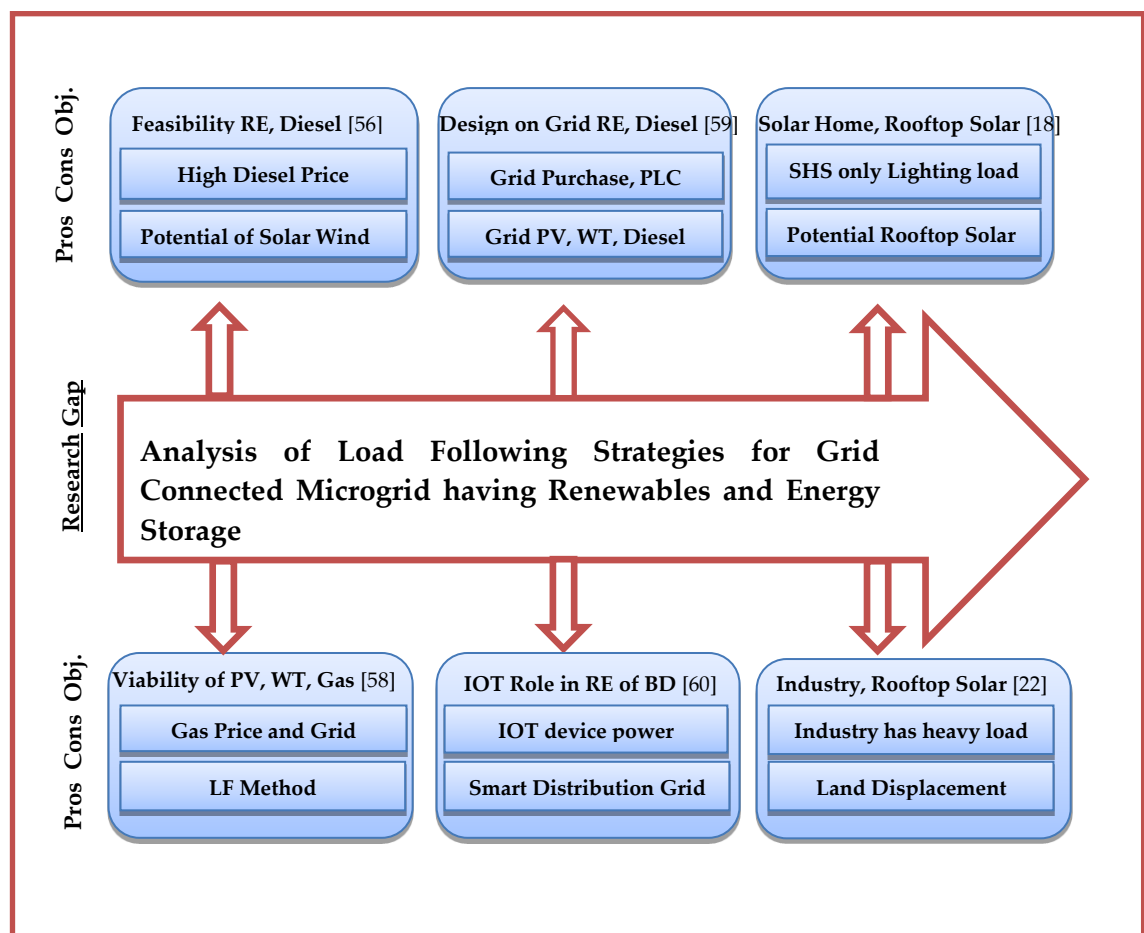 Pros Cons Obj.
Feasibility RE, Diesel [56]
High Diesel Price
Potential of Solar Wind
Design on Grid RE, Diesel [59]
Grid Purchase, PLC
Grid PV, WT, Diesel
Solar Home, Rooftop Solar [18]
SHS only Lighting load
Potential Rooftop Solar
Research Gap
Analysis of Load Following Strategies for Grid
Connected Microgrid having Renewables and Energy
Storage
Pros Cons Obj.
Viability of PV, WT, Gas [58]
Gas Price and Grid
LF Method
IOT Role in RE of BD [60]
IOT device power
Smart Distribution Grid
Industry, Rooftop Solar [22]
Industry has heavy load
Land Displacement